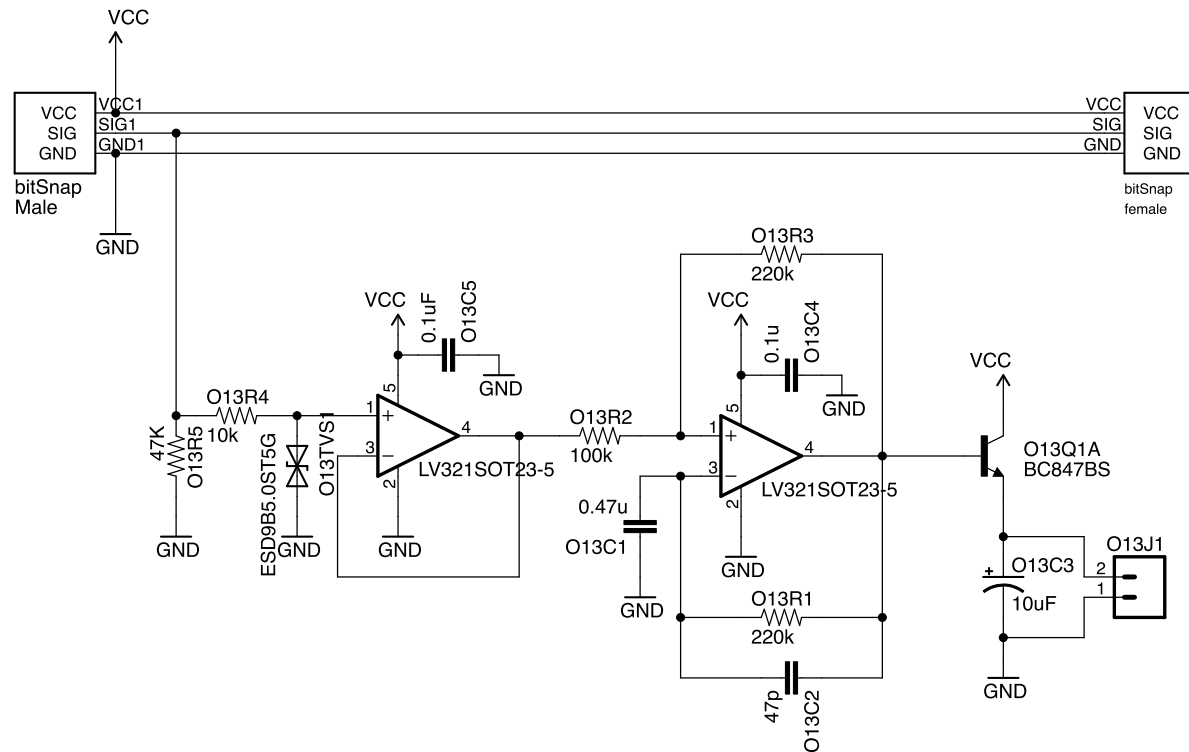 VCC
VCC
SIG
GND
VCC1
SIG1
GND1
VCC
SIG
GND
VCC
SIG
GND
bitSnap
Male
bitSnap
female
GND
O13R3
220k
VCC
0.1uF
O13C5
GND
VCC
0.1u
O13C4
GND
VCC
O13R4
10k
47K
O13R5
GND
ESD9B5.0ST5G
O13TVS1
GND
1
3
5
2
4
+
-
LV321SOT23-5
GND
O13R2
100k
1
3
5
2
4
+
-
LV321SOT23-5
GND
0.47u
O13C1
GND
O13R1
220k
47p
O13C2
O13Q1A
BC847BS
+
O13C3
10uF
O13J1
2
1
GND